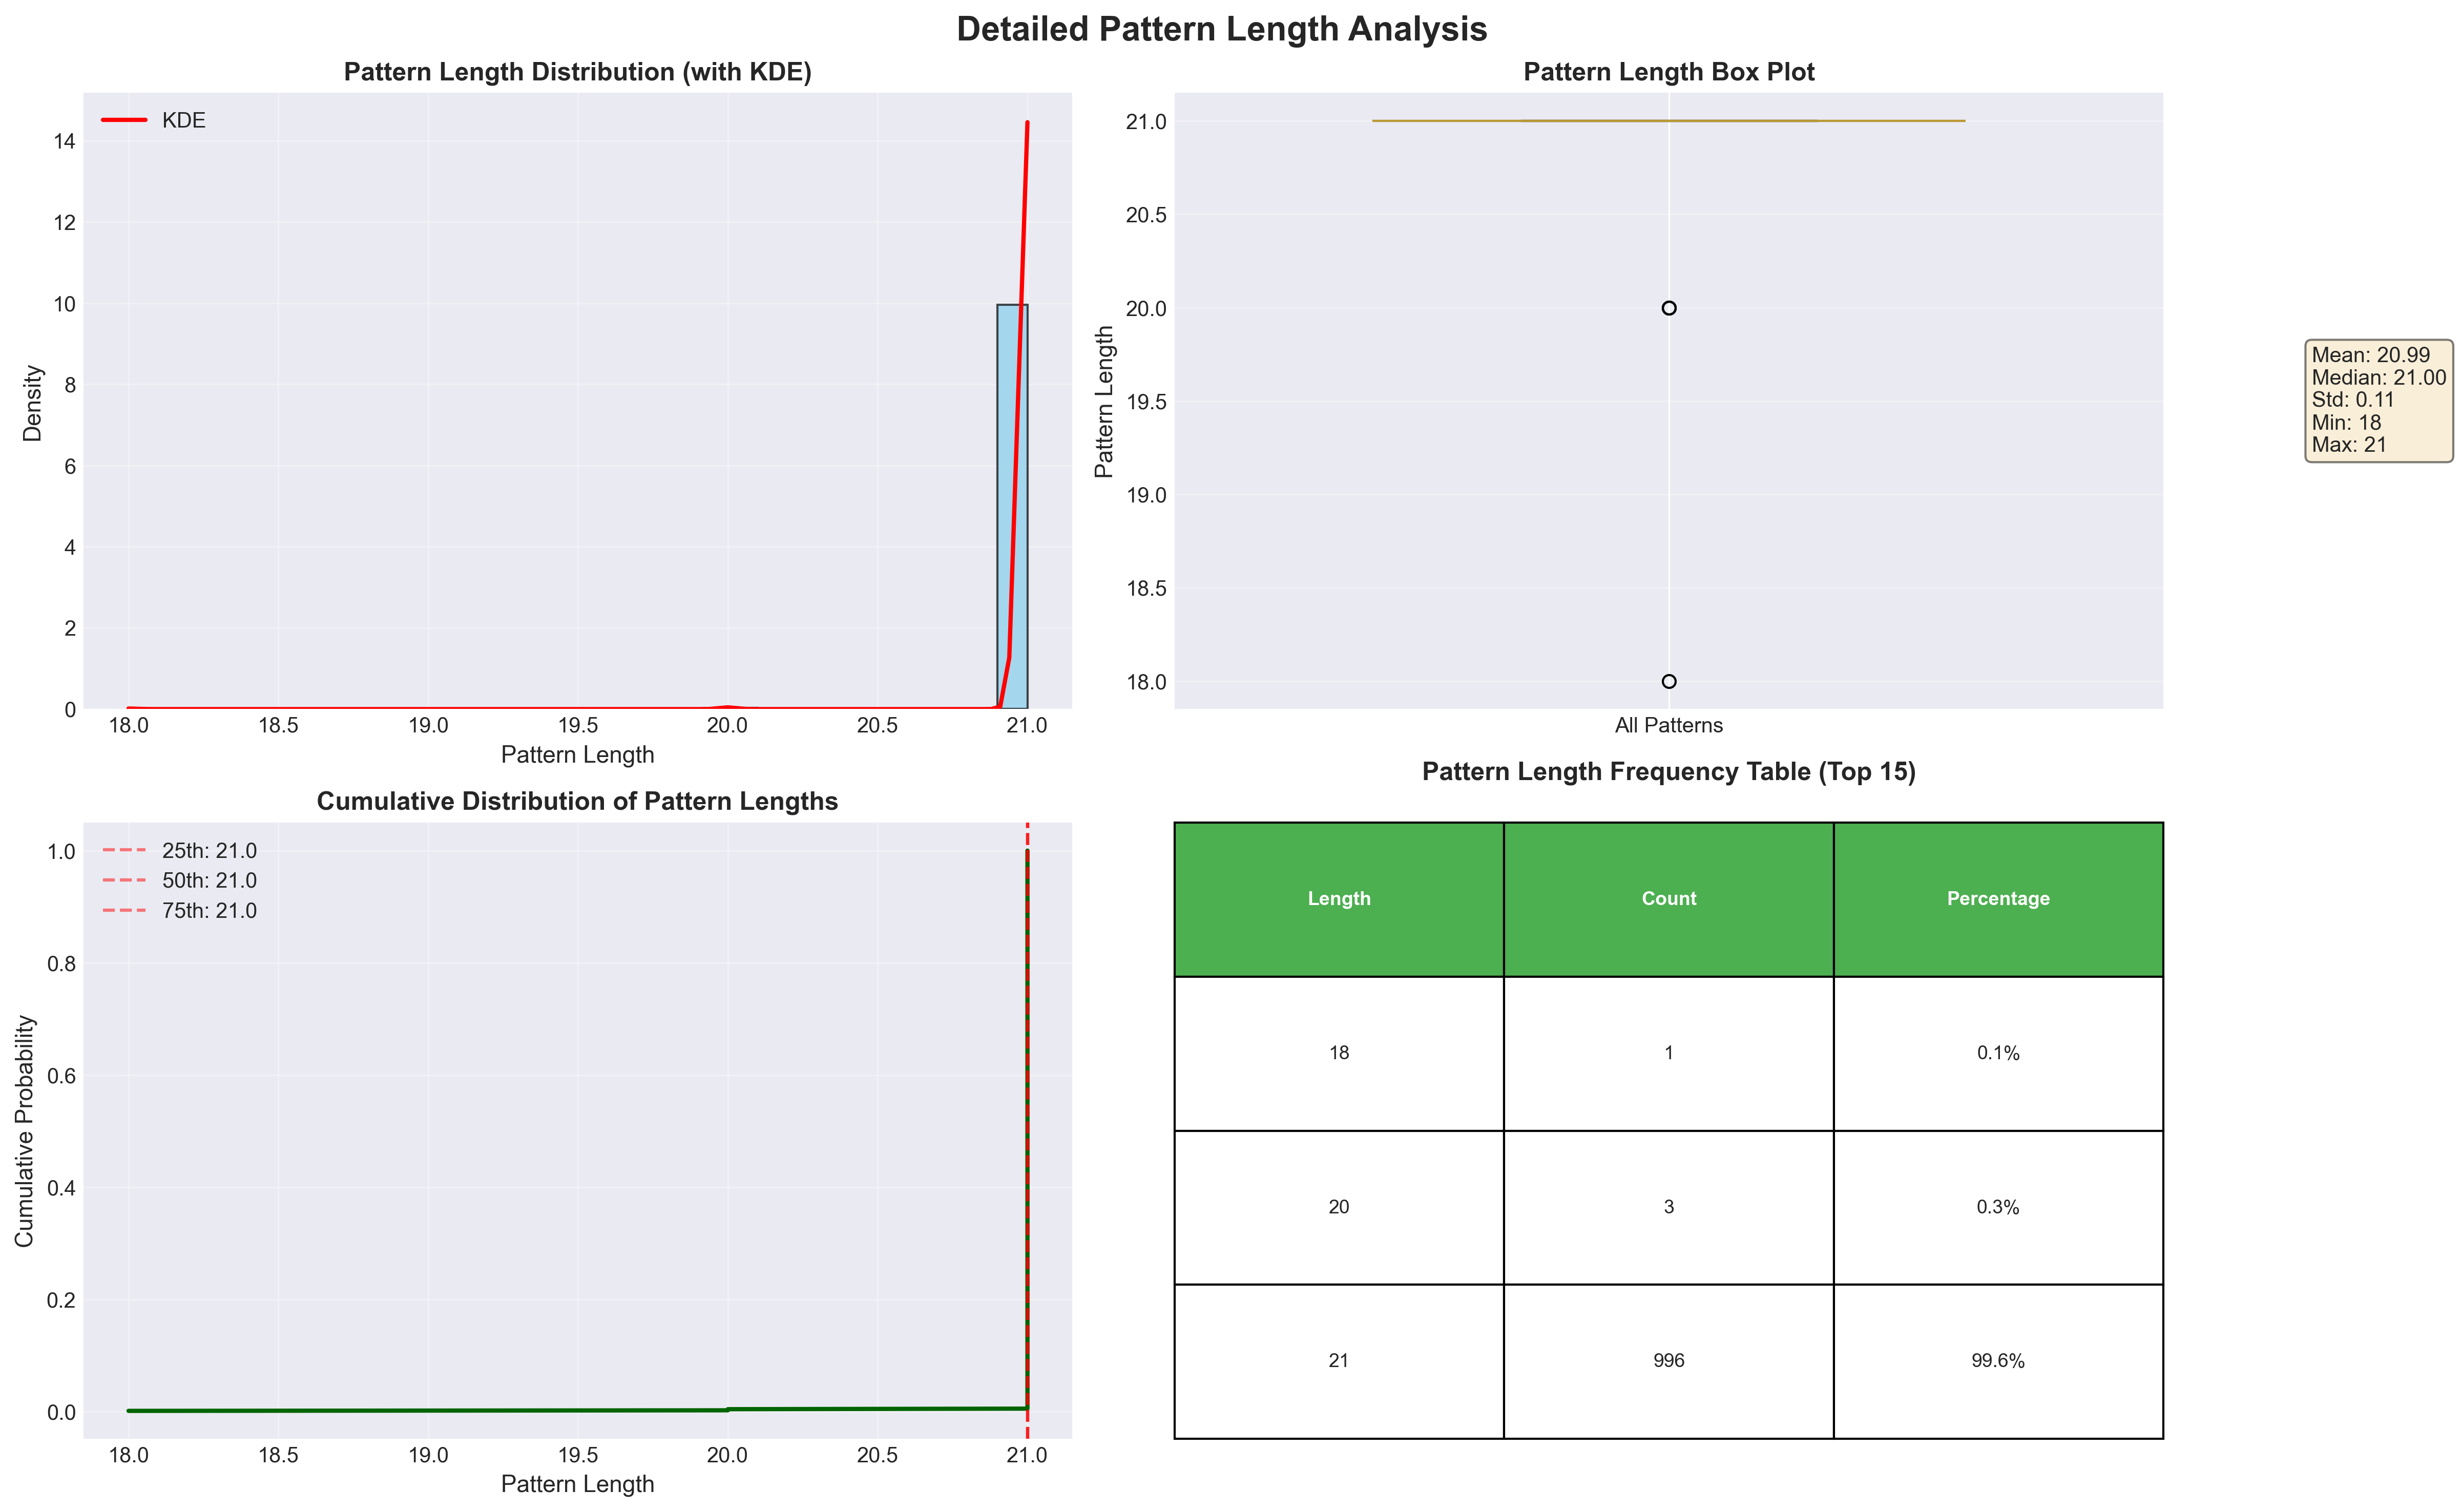 Detailed Pattern Length Analysis
Pattern Length Distribution (with KDE)
KDE
14
12
10
8
6
4
2
0
Density
18.0 18.5 19.0 19.5 20.0 20.5 21.0
Pattern Length
Pattern Length Box Plot
21.0
20.5
20.0
19.5
19.0
18.5
18.0
Pattern Length
All Patterns
Mean: 20.99
Median: 21.00
Std: 0.11
Min: 18
Max: 21
Cumulative Distribution of Pattern Lengths
25th: 21.0
50th: 21.0
75th: 21.0
1.0
0.8
0.6
0.4
0.2
0.0
Cumulative Probability
18.0 18.5 19.0 19.5 20.0 20.5 21.0
Pattern Length
Pattern Length Frequency Table (Top 15)
Length Count Percentage
18 1 0.1%
20 3 0.3%
21 996 99.6%